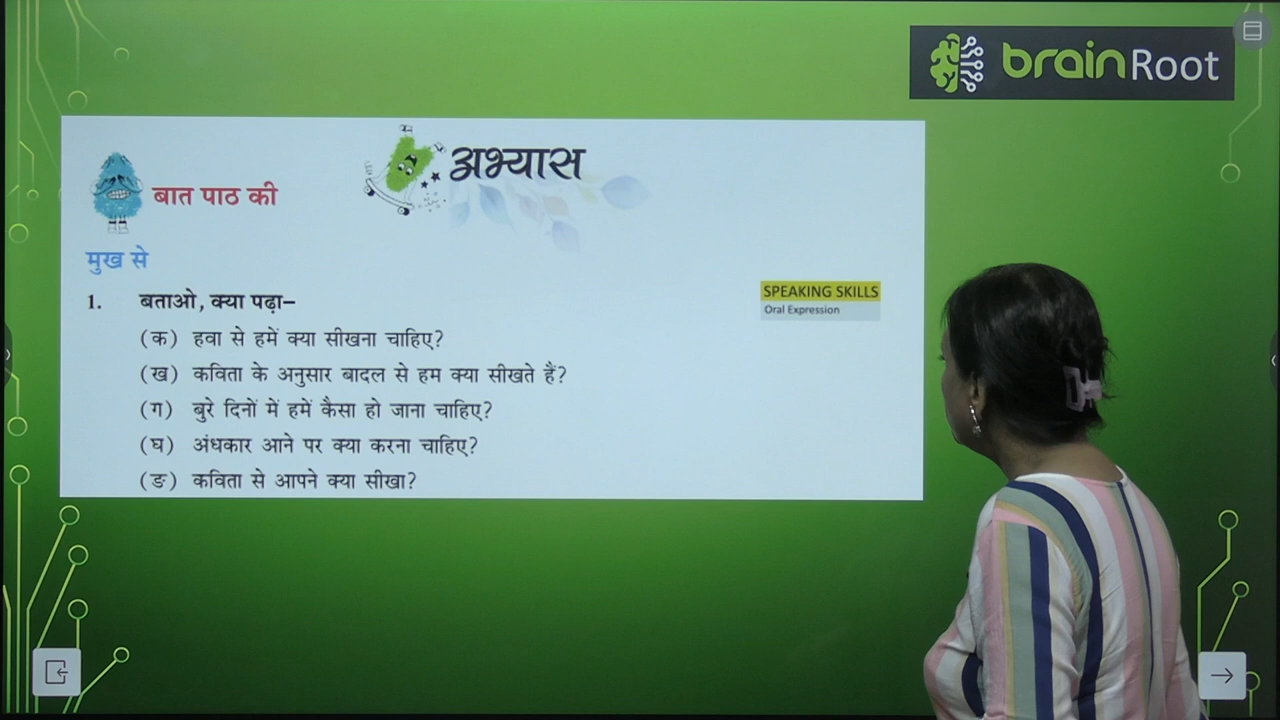 brainRoot
अभ्यास
बात पाठ की
मुख से
1. बताओ, क्या पढ़ा–
SPEAKING SKILLS
Oral Expression
(क) हवा से हमें क्या सीखना चाहिए?
(ख) कविता के अनुसार बादल से हम क्या सीखते हैं?
(ग) बुरे दिनों में हमें कैसा हो जाना चाहिए?
(घ) अंधकार आने पर क्या करना चाहिए?
(ङ) कविता से आपने क्या सीखा?